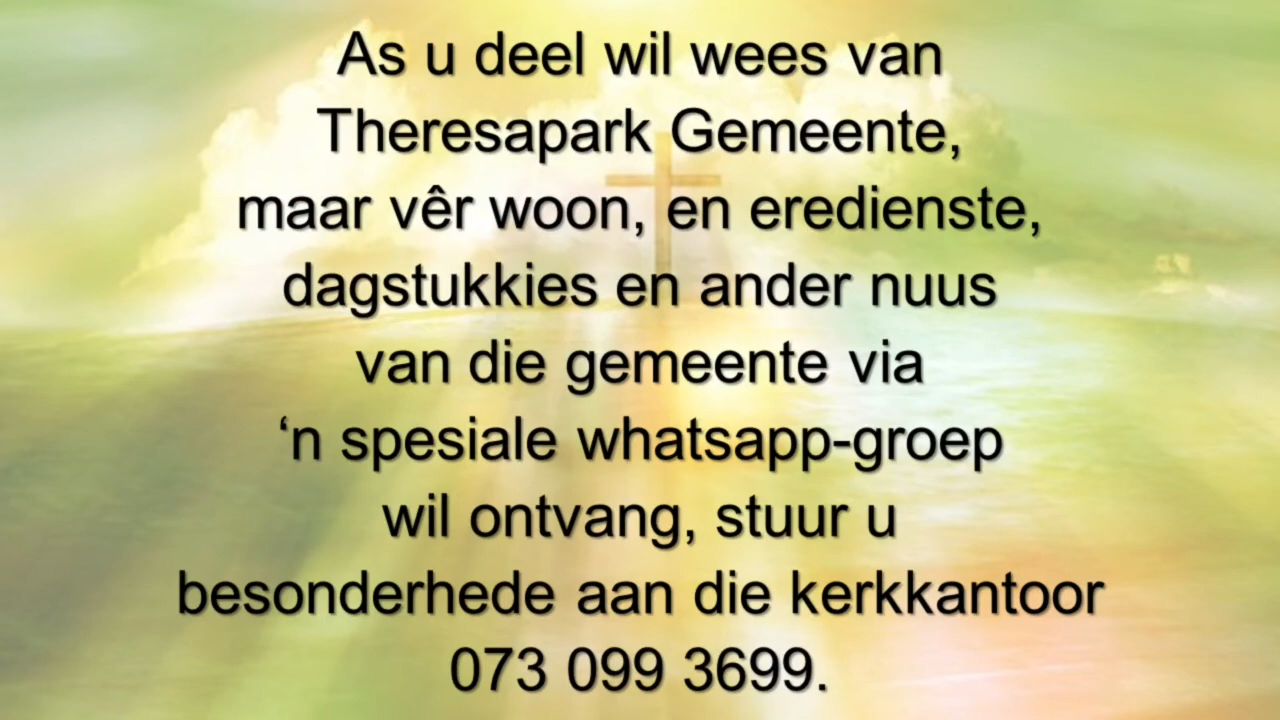 As u deel wil wees van
Theresapark Gemeente,
maar vêr woon, en eredienste,
dagstukkies en ander nuus
van die gemeente via
‘n spesiale whatsapp-groep
wil ontvang, stuur u
besonderhede aan die kerkkantoor
073 099 3699.